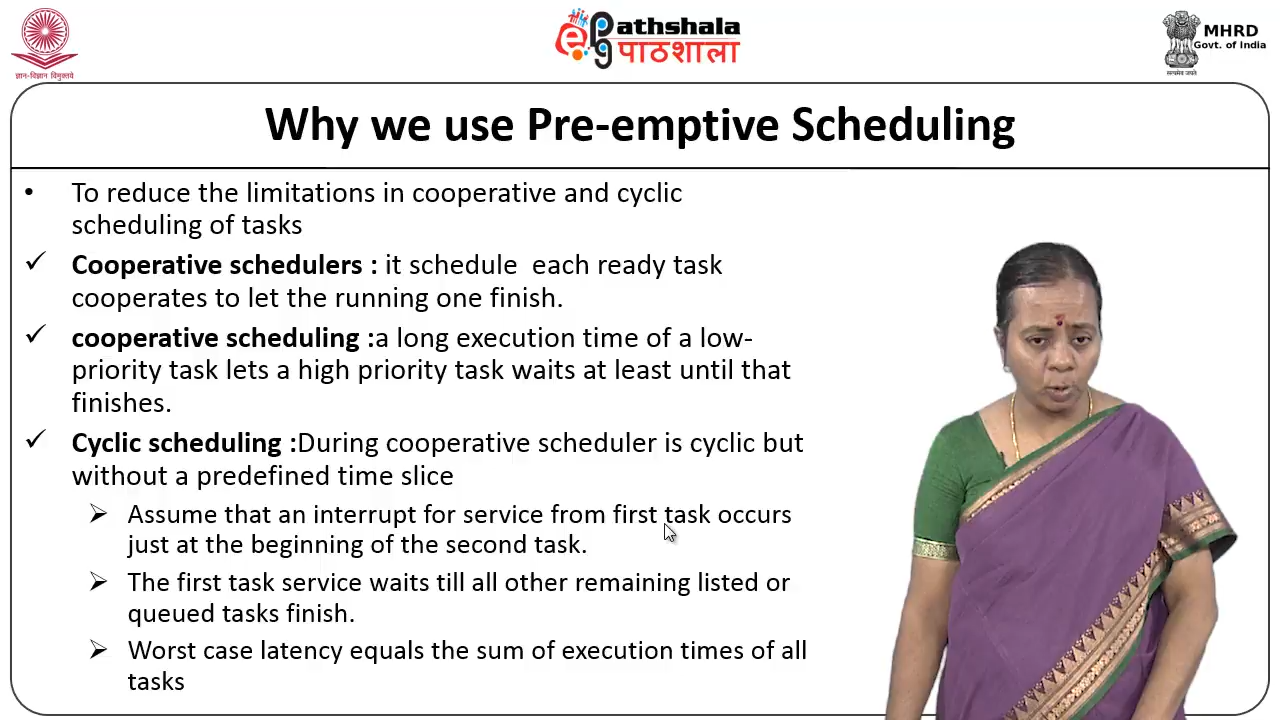 ज्ञान-विज्ञान विमुक्तये
ePg Pathshala
पाठशाला
MHRD
Govt. of India
सत्यमेव जयते
Why we use Pre-emptive Scheduling
• To reduce the limitations in cooperative and cyclic
scheduling of tasks
✓ Cooperative schedulers : it schedule each ready task
cooperates to let the running one finish.
✓ cooperative scheduling :a long execution time of a low-
priority task lets a high priority task waits at least until that
finishes.
✓ Cyclic scheduling :During cooperative scheduler is cyclic but
without a predefined time slice
➢ Assume that an interrupt for service from first task occurs
just at the beginning of the second task.
➢ The first task service waits till all other remaining listed or
queued tasks finish.
➢ Worst case latency equals the sum of execution times of all
tasks